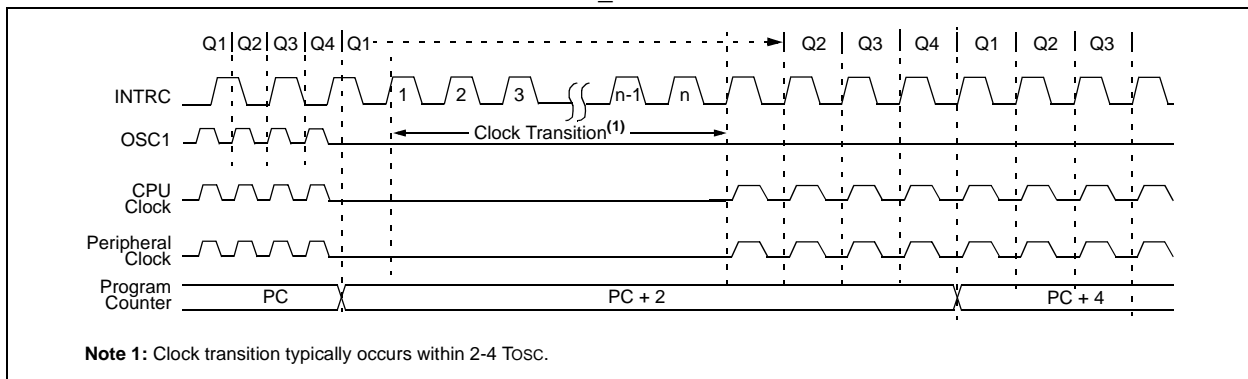 Q1 Q2 Q3 Q4 Q1 Q2 Q3 Q4 Q1 Q2 Q3
INTRC 1 2 3 n-1 n
OSC1 Clock Transition(1)
CPU
Clock
Peripheral
Clock
Program
Counter
PC PC + 2 PC + 4
Note 1: Clock transition typically occurs within 2-4 TOSC.